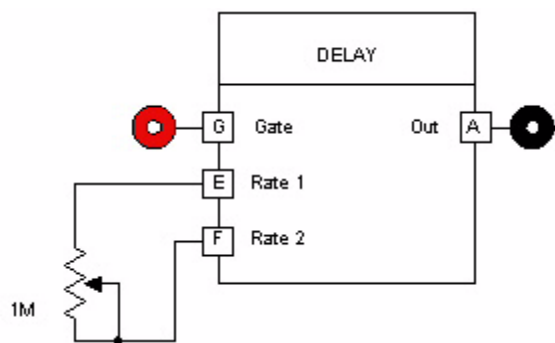 DELAY
G Gate Out A
E Rate 1
F Rate 2
1M